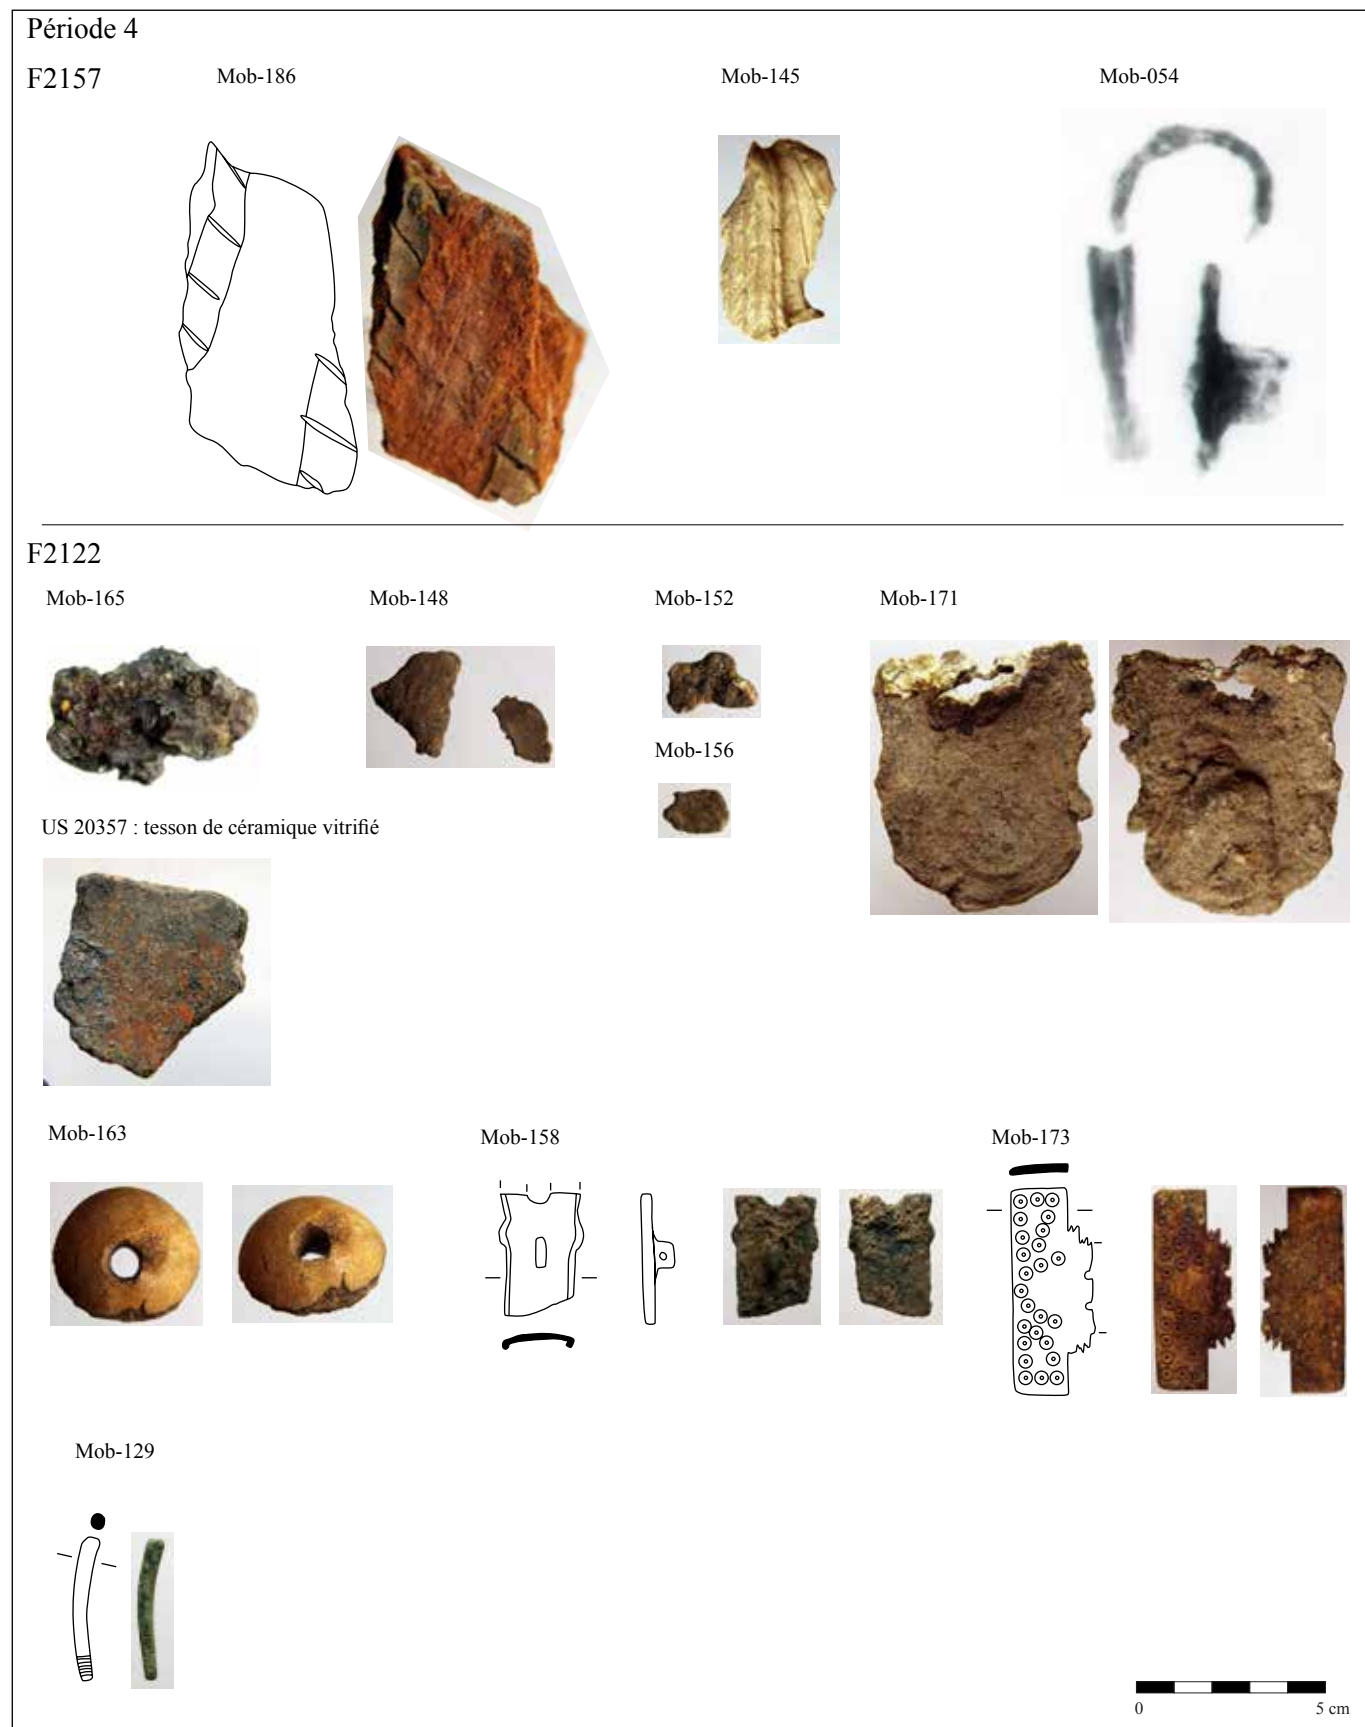 Période 4
F2157
Mob-186
Mob-145
Mob-054
F2122
Mob-165
Mob-148
Mob-152
Mob-171
Mob-156
US 20357 : tesson de céramique vitrifié
Mob-163
Mob-158
Mob-173
Mob-129
0 5 cm